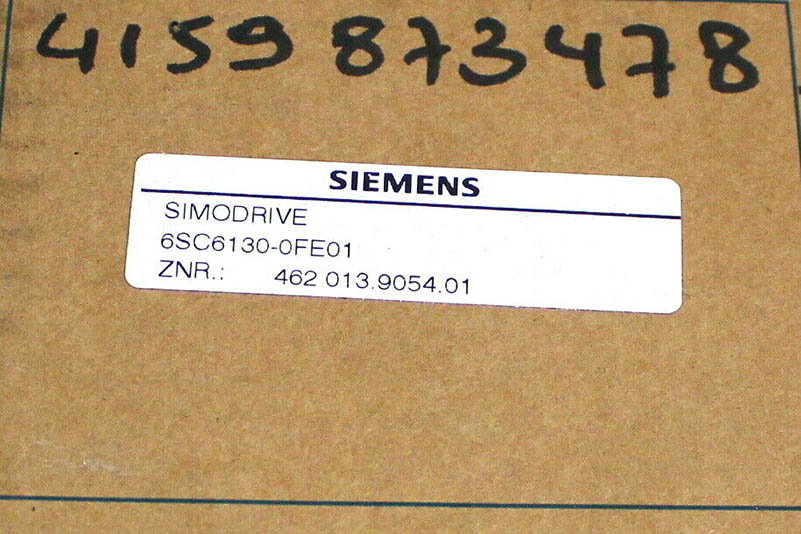 4159 873478
SIEMENS
SIMODRIVE
6SC6130-0FE01
ZNR.: 462 013.9054.01